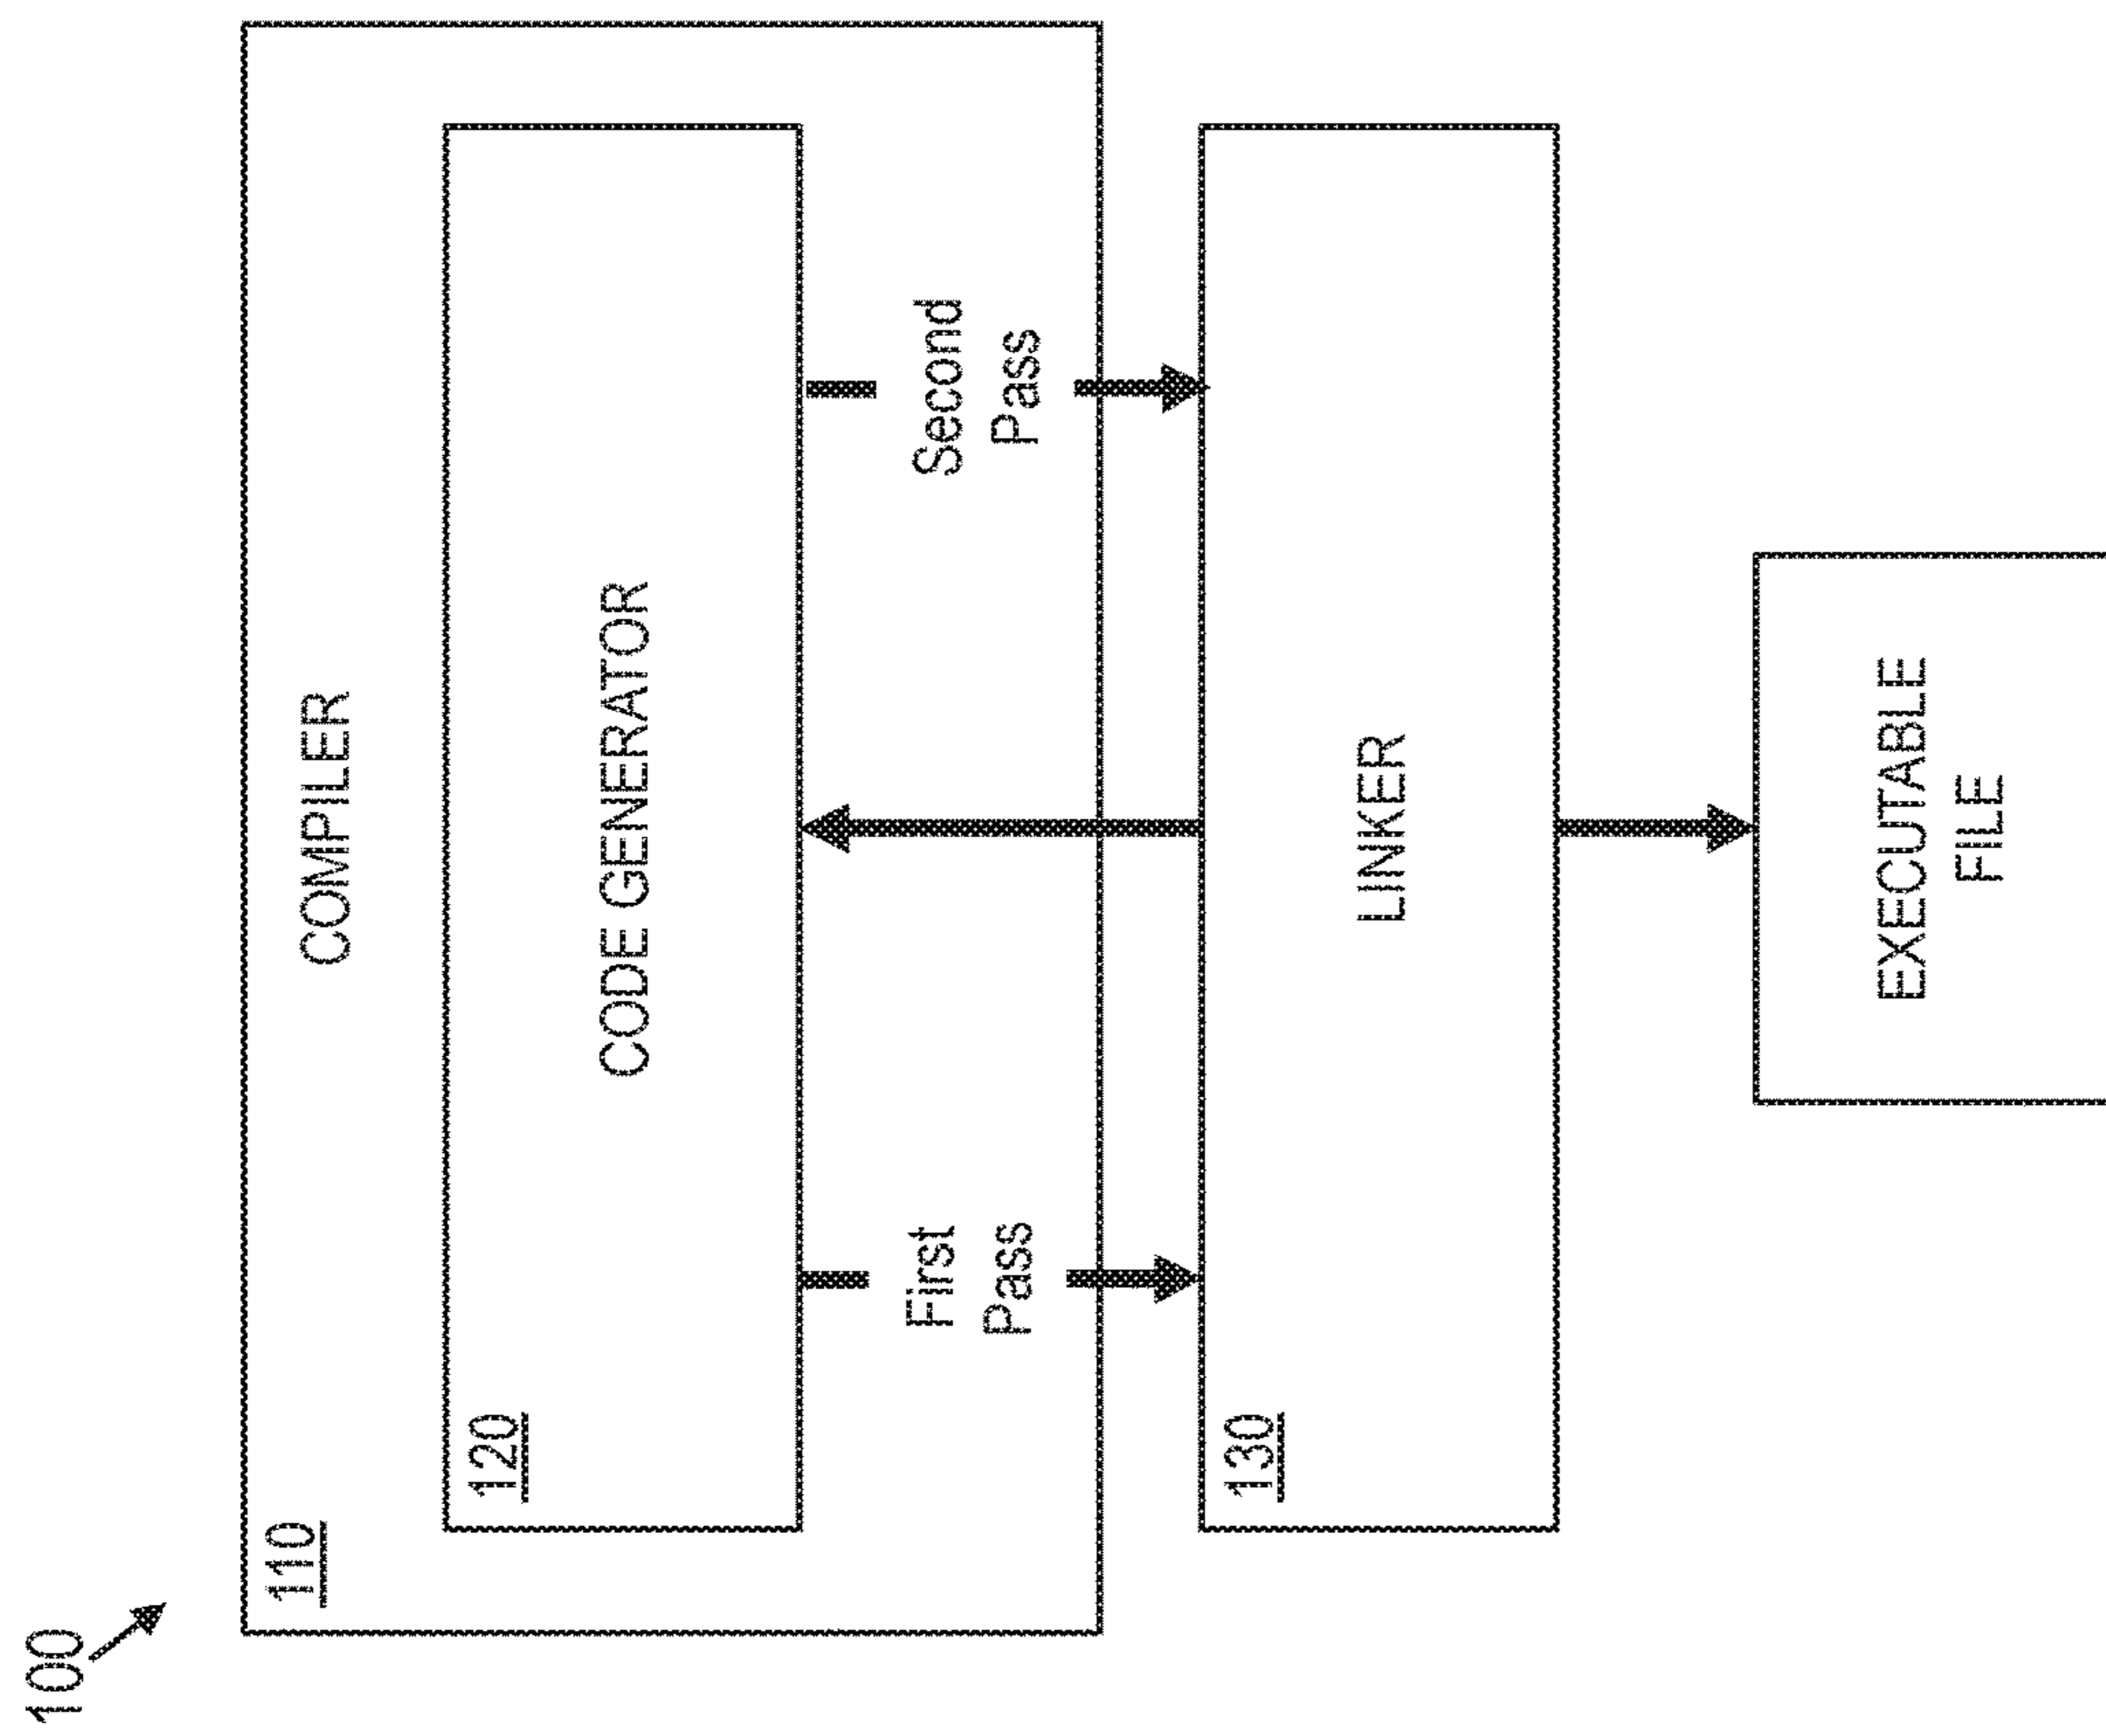 100
110
COMPILER
120
CODE GENERATOR
First
Pass
Second
Pass
130
LINKER
EXECUTABLE
FILE